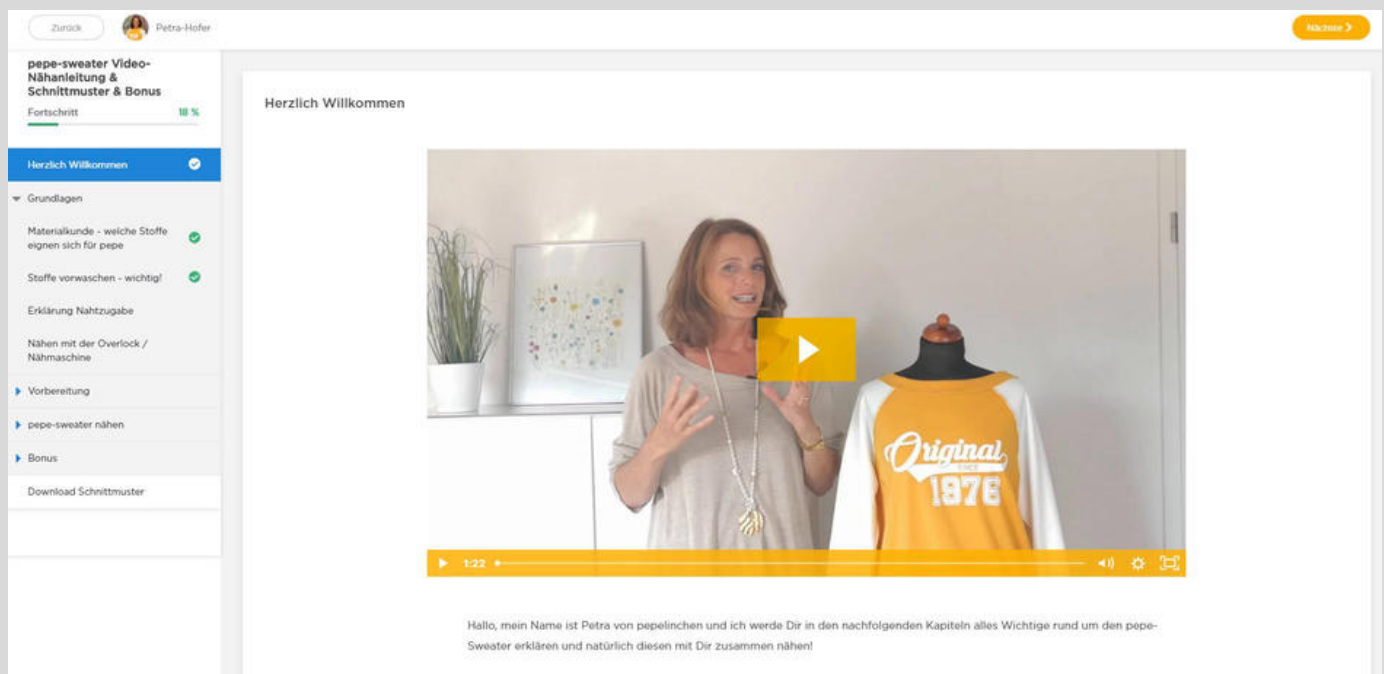 Zurück
Petra-Hofer
Nächste
pepe-sweater Video-
Nähanleitung &
Schnittmuster & Bonus
Fortschritt 18 %
Herzlich Willkommen
Grundlagen
Materialkunde - welche Stoffe
eignen sich für pepe
Stoffe vorwaschen - wichtig!
Erklärung Nahtzugabe
Nähen mit der Overlock /
Nähmaschine
Vorbereitung
pepe-sweater nähen
Bonus
Download Schnittmuster
Herzlich Willkommen
Original
SINCE
1976
1:22
Hallo, mein Name ist Petra von pepelinchen und ich werde Dir in den nachfolgenden Kapiteln alles Wichtige rund um den pepe-
Sweater erklären und natürlich diesen mit Dir zusammen nähen!